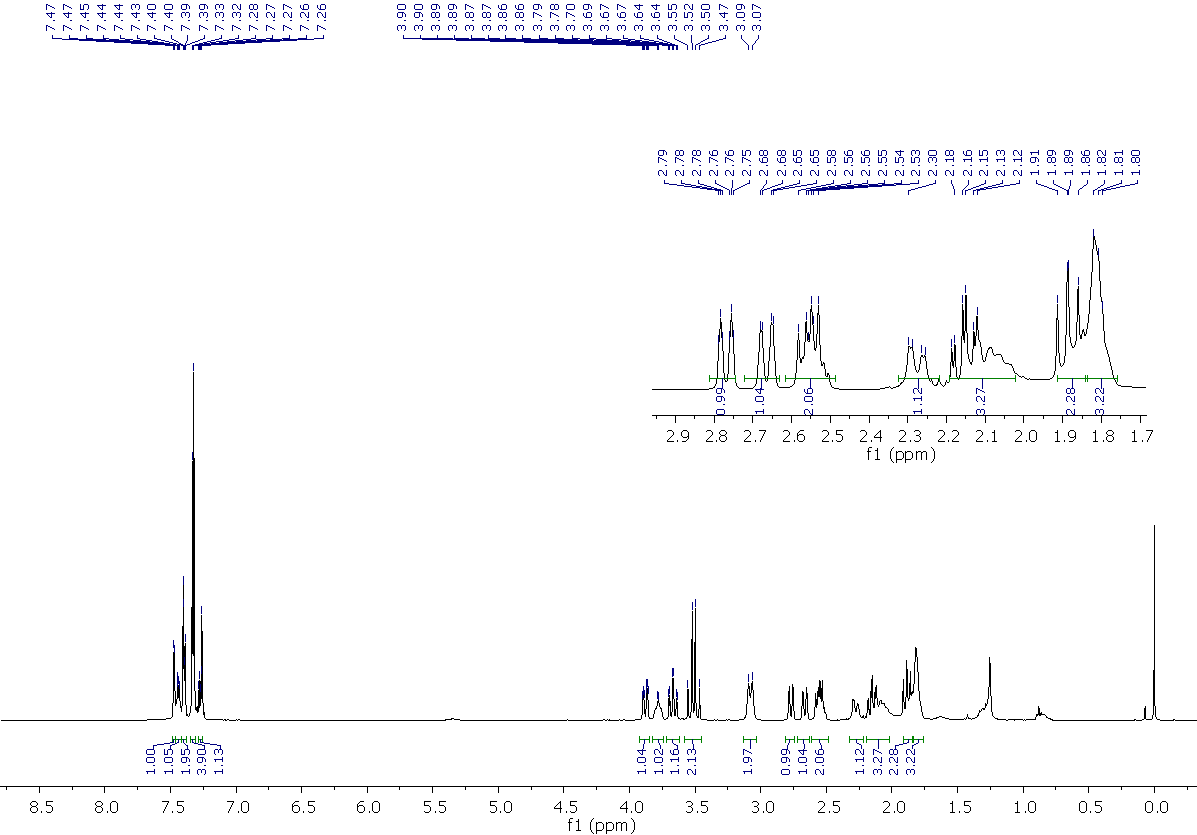 7.47 7.47 7.45 7.44 7.44 7.43 7.40 7.40 7.39 7.39 7.33 7.32 7.28 7.27 7.27 7.26 7.26 3.90 3.90 3.89 3.89 3.87 3.87 3.86 3.86 3.79 3.78 3.70 3.69 3.67 3.67 3.64 3.64 3.55 3.52 3.50 3.47 3.09 3.07
2.79 2.78 2.78 2.76 2.76 2.75 2.68 2.68 2.65 2.65 2.58 2.56 2.56 2.55 2.54 2.53 2.30 2.18 2.16 2.15 2.13 2.12 1.91 1.89 1.89 1.86 1.82 1.81 1.80
0.99 1.04 2.06 1.12 3.27 2.28 3.22
2.9 2.8 2.7 2.6 2.5 2.4 2.3 2.2 2.1 2.0 1.9 1.8 1.7
f1 (ppm)
1.00 1.05 1.95 3.90 1.13 1.04 1.02 1.16 2.13 1.97 0.99 1.04 2.06 1.12 3.27 2.28 3.22
8.5 8.0 7.5 7.0 6.5 6.0 5.5 5.0 4.5 4.0 3.5 3.0 2.5 2.0 1.5 1.0 0.5 0.0
f1 (ppm)